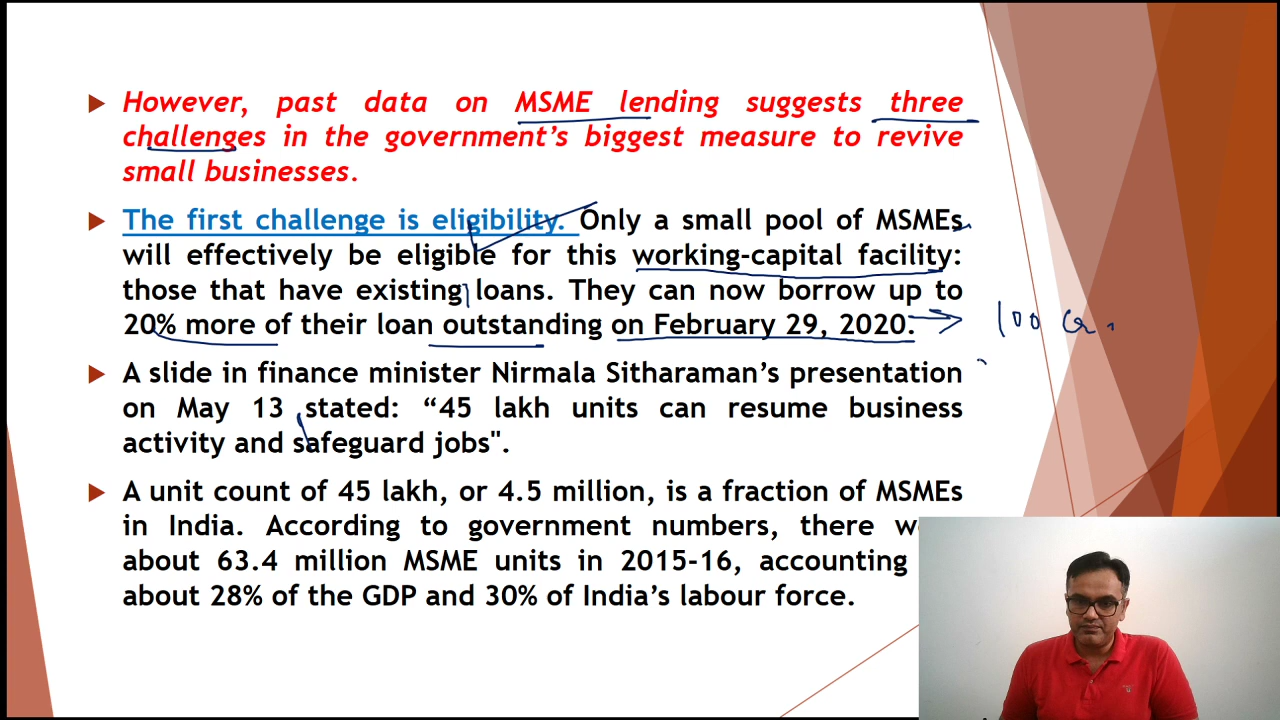 However, past data on MSME lending suggests three
challenges in the government’s biggest measure to revive
small businesses.
The first challenge is eligibility. Only a small pool of MSMEs
will effectively be eligible for this working-capital facility:
those that have existing loans. They can now borrow up to
20% more of their loan outstanding on February 29, 2020.
100 Cr.
A slide in finance minister Nirmala Sitharaman’s presentation
on May 13 stated: “45 lakh units can resume business
activity and safeguard jobs".
A unit count of 45 lakh, or 4.5 million, is a fraction of MSMEs
in India. According to government numbers, there
about 63.4 million MSME units in 2015-16, accounting
about 28% of the GDP and 30% of India’s labour force.